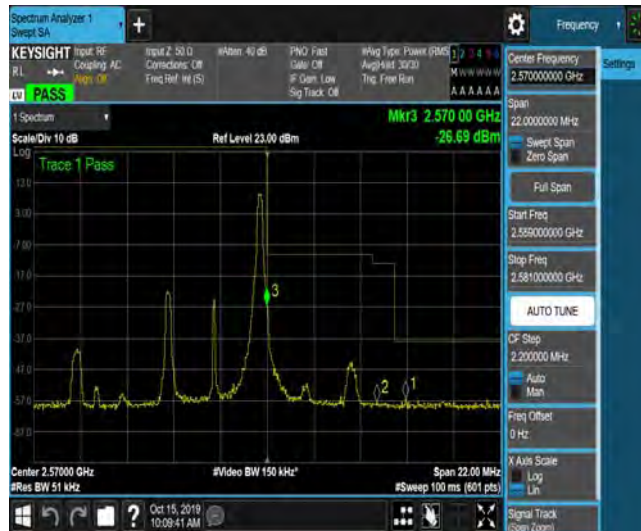 Spectrum Analyzer 1
Swept SA
+
Frequency
KEYSIGHT Input: RF Input Z: 50 Ω #Atten: 40 dB PNO: Fast #Avg Type: Power (RMS 1 2 3 4 5 6
RL Coupling: AC Corrections: Off Gate: Off Avg|Hold: 30/30 M W W W W W
Align: Off Freq Ref: Int (S) IF Gain: Low Trig: Free Run
Sig Track: Off A A A A A A
PASS
1 Spectrum
Mkr3 2.570 00 GHz
Scale/Div 10 dB Ref Level 23.00 dBm -26.69 dBm
Log
Trace 1 Pass
13.0
3.00
-7.00
-17.0
-27.0
-37.0
-47.0
-57.0
-67.0
3
2
1
Center 2.57000 GHz #Video BW 150 kHz* Span 22.00 MHz
#Res BW 51 kHz #Sweep 100 ms (601 pts)
Center Frequency
2.570000000 GHz
Settings
Span
22.0000000 MHz
Swept Span
Zero Span
Full Span
Start Freq
2.559000000 GHz
Stop Freq
2.581000000 GHz
AUTO TUNE
CF Step
2.200000 MHz
Auto
Man
Freq Offset
0 Hz
X Axis Scale
Log
Lin
Signal Track
(Span Zoom)
?
Oct 15, 2019
10:09:41 AM